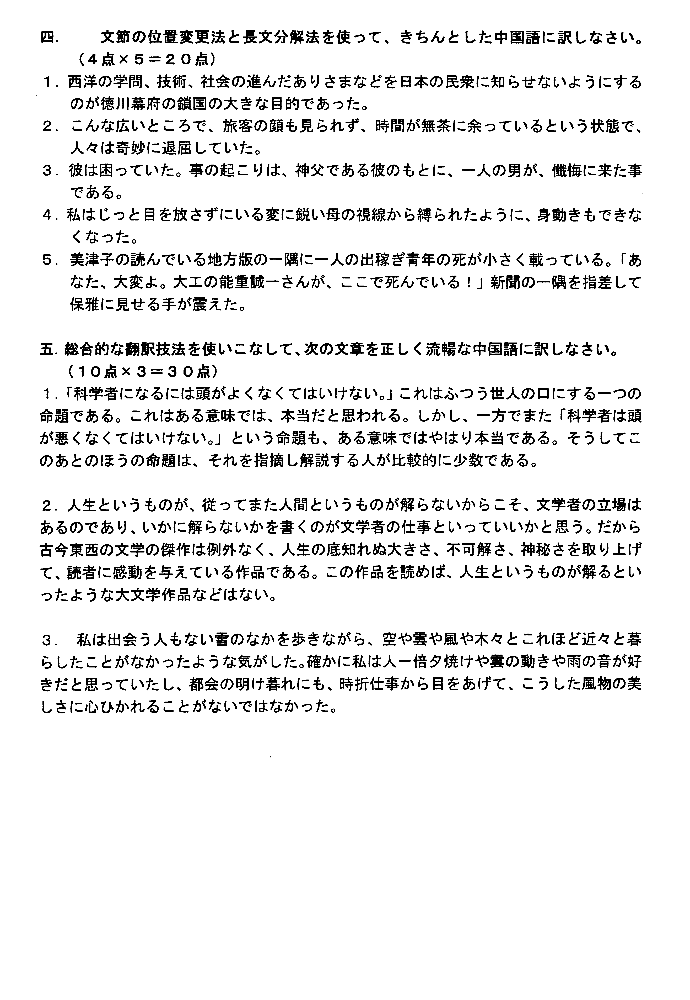 四.　　文節の位置変更法と長文分解法を使って、きちんとした中国語に訳しなさい。
（４点×５＝２０点）
１．西洋の学問、技術、社会の進んだありさまなどを日本の民衆に知らせないようにする
のが徳川幕府の鎖国の大きな目的であった。
２．こんな広いところで、旅客の顔も見られず、時間が無茶に余っているという状態で、
人々は奇妙に退屈していた。
３．彼は困っていた。事の起こりは、神父である彼のもとに、一人の男が、懺悔に来た事
である。
４．私はじっと目を放さずにいる変に鋭い母の視線から縛られたように、身動きもできな
くなった。
５．美津子の読んでいる地方版の一隅に一人の出稼ぎ青年の死が小さく載っている。「あ
なた、大変よ。大工の能重誠一さんが、ここで死んでいる！」新聞の一隅を指差して
保雅に見せる手が震えた。
五. 総合的な翻訳技法を使いこなして、次の文章を正しく流暢な中国語に訳しなさい。
（１０点×３＝３０点）
１．「科学者になるには頭がよくなくてはいけない。」これはふつう世人の口にする一つの
命題である。これはある意味では、本当だと思われる。しかし、一方でまた「科学者は頭
が悪くなくてはいけない。」という命題も、ある意味ではやはり本当である。そうしてこ
のあとのほうの命題は、それを指摘し解説する人が比較的に少数である。
２．人生というものが、従ってまた人間というものが解らないからこそ、文学者の立場は
あるのであり、いかに解らないかを書くのが文学者の仕事といっていいかと思う。だから
古今東西の文学の傑作は例外なく、人生の底知れぬ大きさ、不可解さ、神秘さを取り上げ
て、読者に感動を与えている作品である。この作品を読めば、人生というものが解るとい
ったような大文学作品などはない。
３．　私は出会う人もない雪のなかを歩きながら、空や雲や風や木々とこれほど近々と暮
らしたことがなかったような気がした。確かに私は人一倍夕焼けや雲の動きや雨の音が好
きだと思っていたし、都会の明け暮れにも、時折仕事から目をあげて、こうした風物の美
しさに心ひかれることがないではなかった。